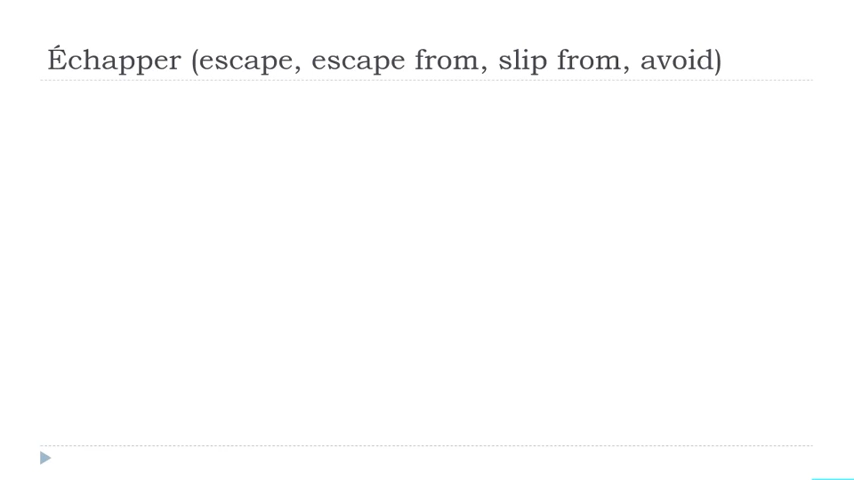 Échapper (escape, escape from, slip from, avoid)